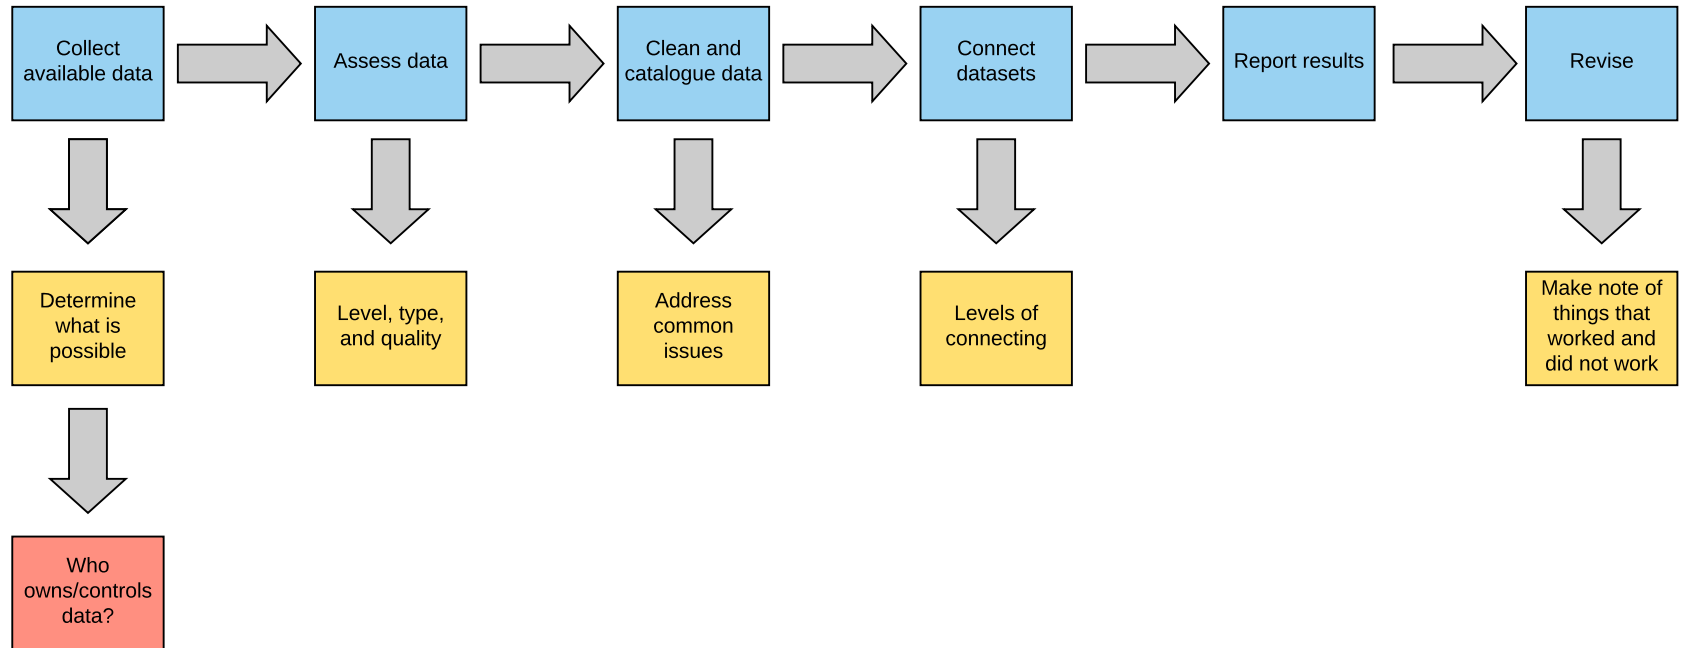 Collect
available data
Assess data
Clean and
catalogue data
Connect
datasets
Report results
Revise
Determine
what is
possible
Level, type,
and quality
Address
common
issues
Levels of
connecting
Make note of
things that
worked and
did not work
Who
owns/controls
data?